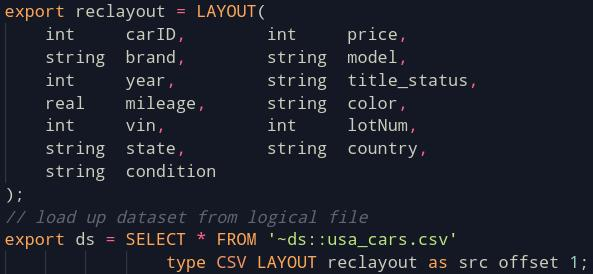 export reclayout = LAYOUT(
    int     carID,        int     price,
    string  brand,        string  model,
    int     year,         string  title_status,
    real    mileage,      string  color,
    int     vin,          int     lotNum,
    string  state,        string  country,
    string  condition
);
// load up dataset from logical file
export ds = SELECT * FROM '~ds::usa_cars.csv'
                type CSV LAYOUT reclayout as src offset 1;